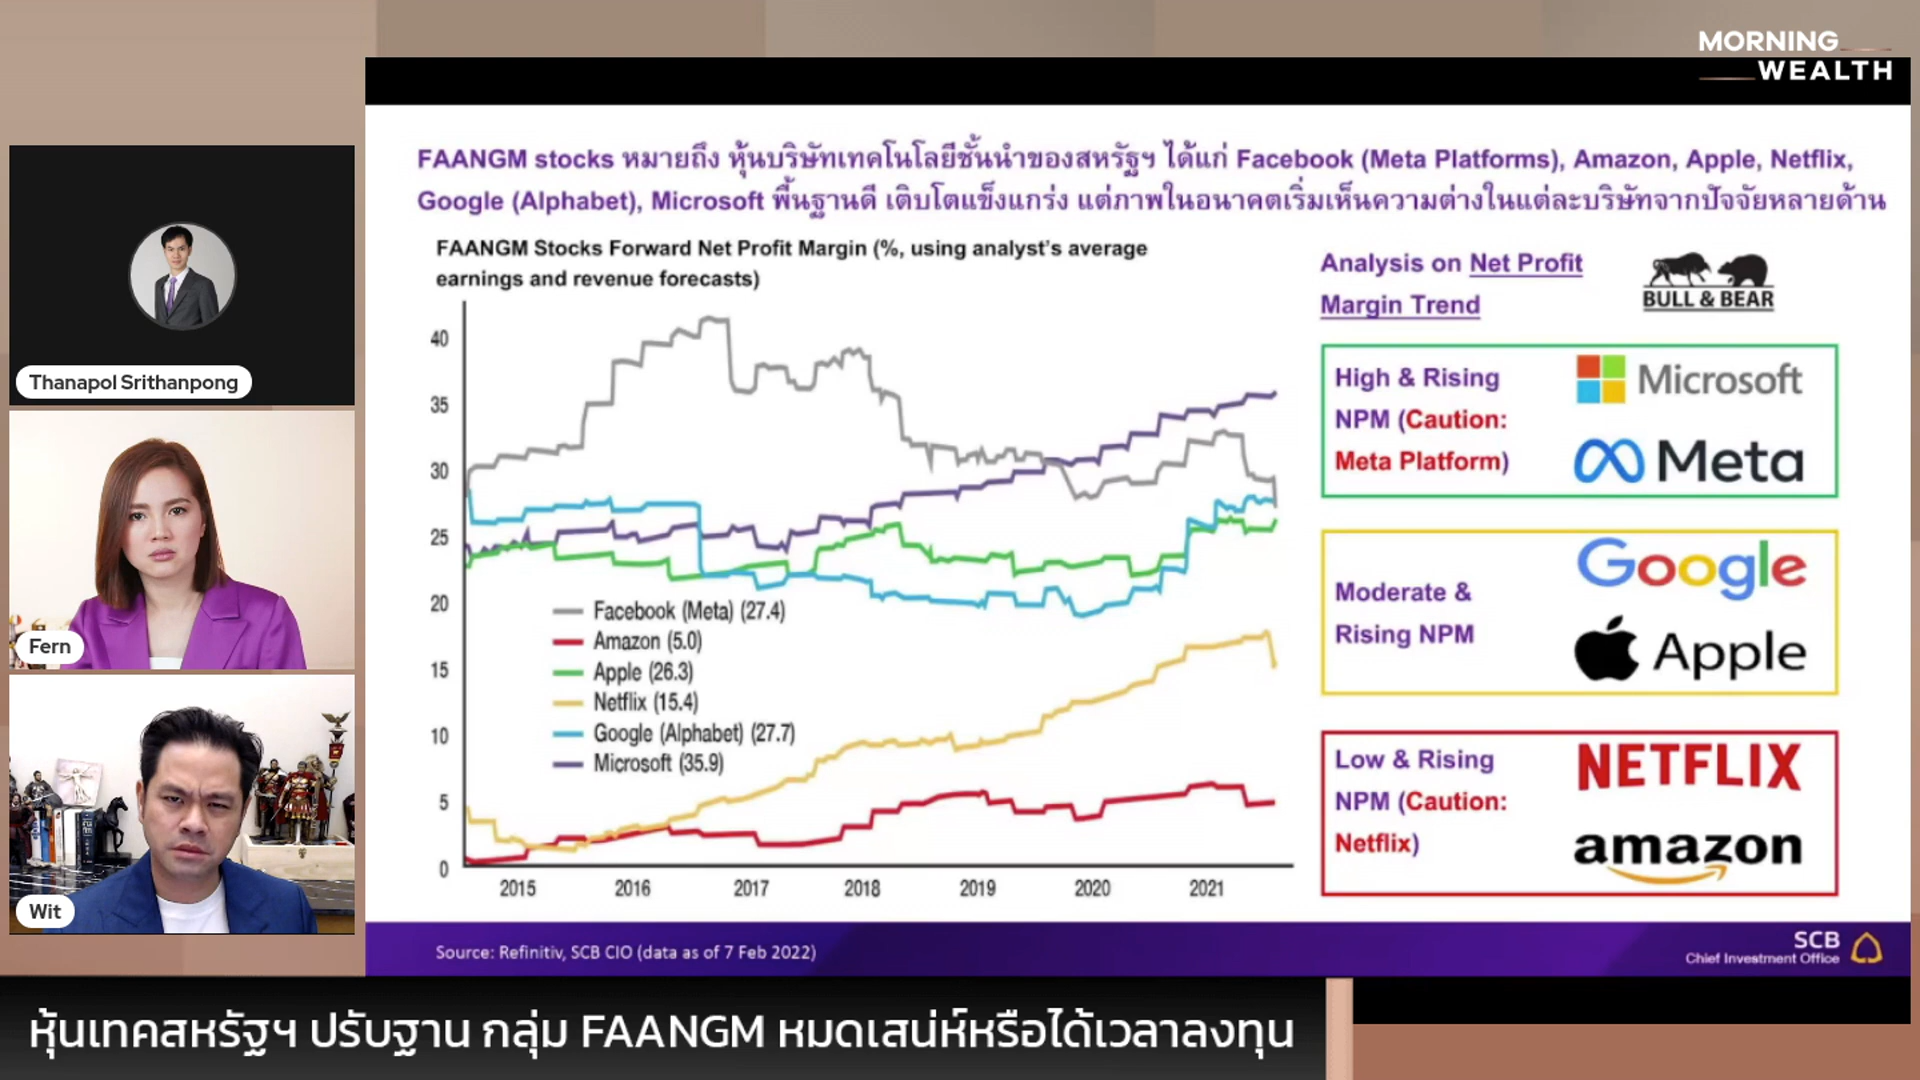 MORNING
WEALTH
FAANGM stocks หมายถึง หุ้นบริษัทเทคโนโลยีชั้นนำของสหรัฐฯ ได้แก่ Facebook (Meta Platforms), Amazon, Apple, Netflix,
Google (Alphabet), Microsoft พื้นฐานดี เติบโตแข็งแกร่ง แต่ภาพในอนาคตเริ่มเห็นความต่างในแต่ละบริษัทจากปัจจัยหลายด้าน
FAANGM Stocks Forward Net Profit Margin (%, using analyst's average
earnings and revenue forecasts)
40
35
30
25
20
15
10
5
0
Facebook (Meta) (27.4)
Amazon (5.0)
Apple (26.3)
Netflix (15.4)
Google (Alphabet) (27.7)
Microsoft (35.9)
2015 2016 2017 2018 2019 2020 2021
Analysis on Net Profit
Margin Trend
BULL & BEAR
High & Rising
NPM (Caution:
Meta Platform)
Microsoft
Meta
Moderate &
Rising NPM
Google
Apple
Low & Rising
NPM (Caution:
Netflix)
NETFLIX
amazon
Source: Refinitiv, SCB CIO (data as of 7 Feb 2022)
SCB
Chief Investment Office
Thanapol Srithanpong
Fern
Wit
หุ้นเทคสหรัฐฯ ปรับฐาน กลุ่ม FAANGM หมดเสน่ห์หรือได้เวลาลงทุน